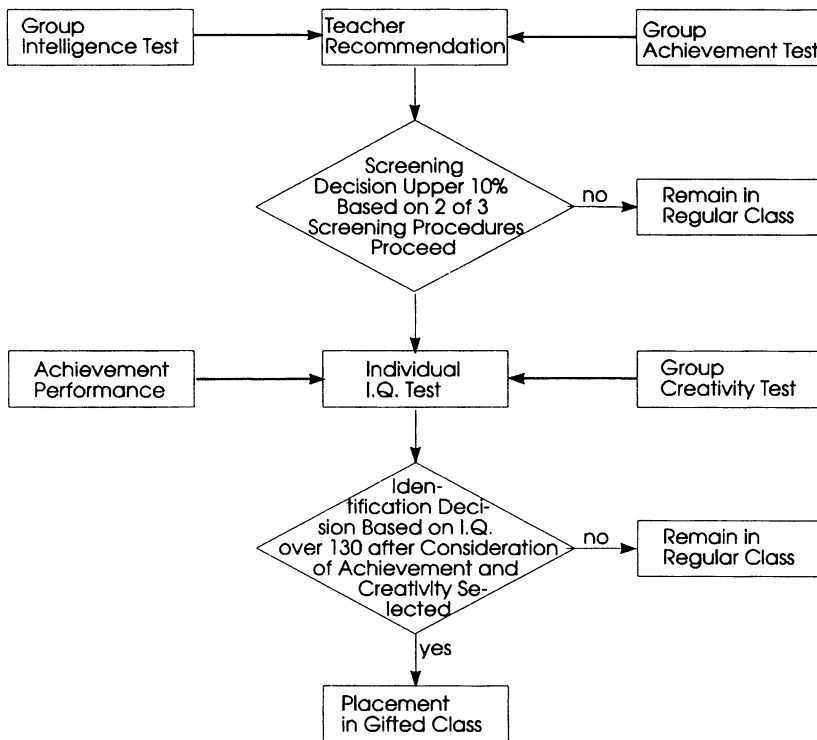 Group
Intelligence Test
Teacher
Recommendation
Group
Achievement Test
Screening
Decision Upper 10%
Based on 2 of 3
Screening Procedures
Proceed
no
Remain in
Regular Class
Achievement
Performance
Individual
I.Q. Test
Group
Creativity Test
Iden-
tification Deci-
sion Based on I.Q.
over 130 after Consideration
of Achievement and
Creativity Se-
lected
no
Remain in
Regular Class
yes
Placement
in Gifted Class